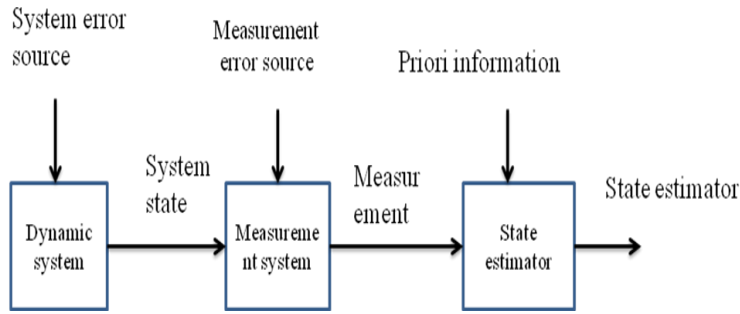 System error
source
Measurement
error source
Priori information
System
state
Measur
ement
State estimator
Dynamic
system
Measureme
nt system
State
estimator